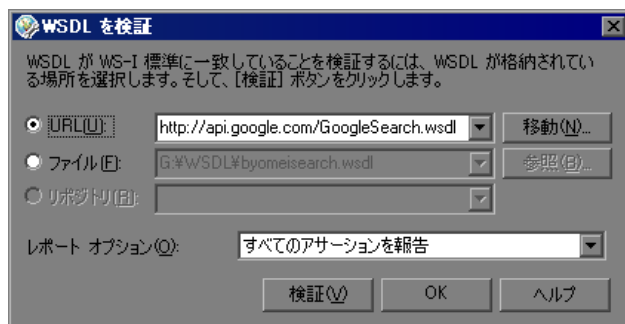 WSDL を検証
WSDL が WS-I 標準に一致していることを検証するには、WSDL が格納されてい
る場所を選択します。そして、[検証] ボタンをクリックします。
URL(U): http://api.google.com/GoogleSearch.wsdl 移動(N)...
ファイル(F): G:¥WSDL¥byomeisearch.wsdl 参照(B)...
リポジトリ(R):
レポート オプション(O): すべてのアサーションを報告
検証(V) OK ヘルプ